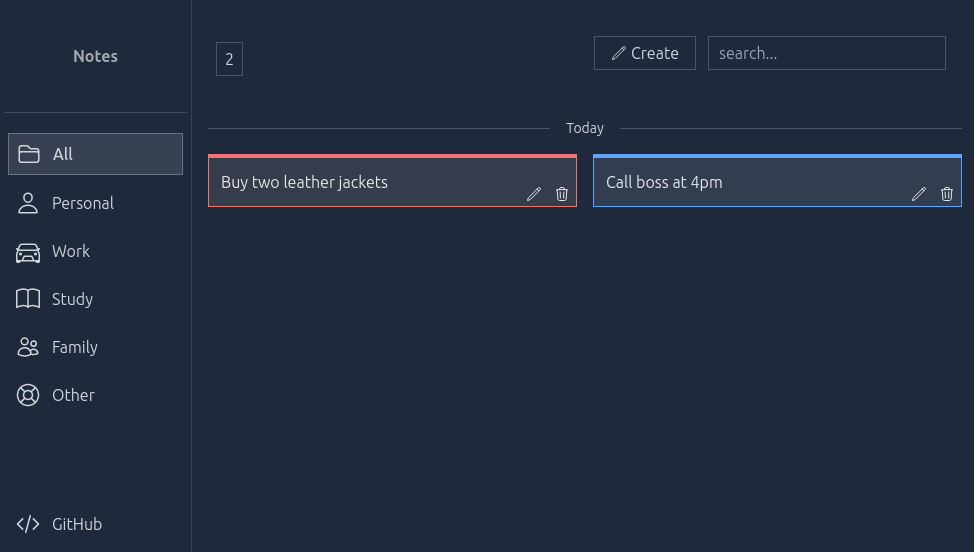 Notes
All
Personal
Work
Study
Family
Other
GitHub
2
Create
search...
Today
Buy two leather jackets
Call boss at 4pm